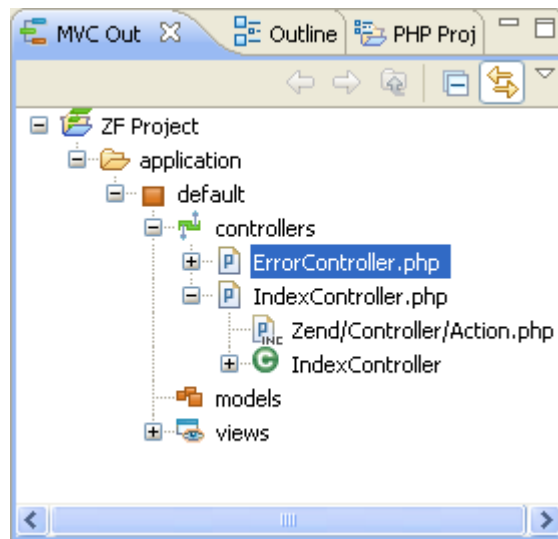 MVC Out Outline PHP Proj
ZF Project
application
default
controllers
P ErrorController.php
P IndexController.php
P INC Zend/Controller/Action.php
C IndexController
models
views